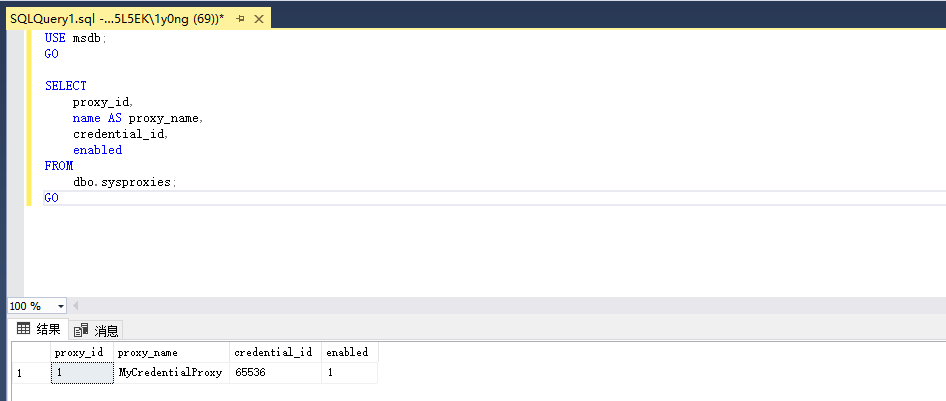 SQLQuery1.sql -...5L5EK\1y0ng (69))*
USE msdb;
GO
SELECT
proxy_id,
name AS proxy_name,
credential_id,
enabled
FROM
dbo.sysproxies;
GO
100 %
结果 消息
proxy_id proxy_name credential_id enabled
1 1 MyCredentialProxy 65536 1